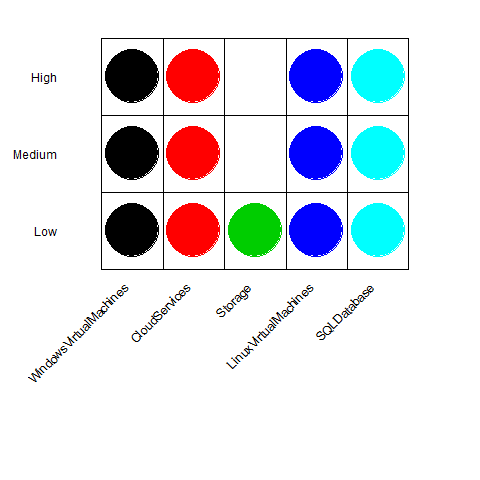 High
Medium
Low
WindowsVirtualMachines
CloudServices
Storage
LinuxVirtualMachines
SQLDatabase